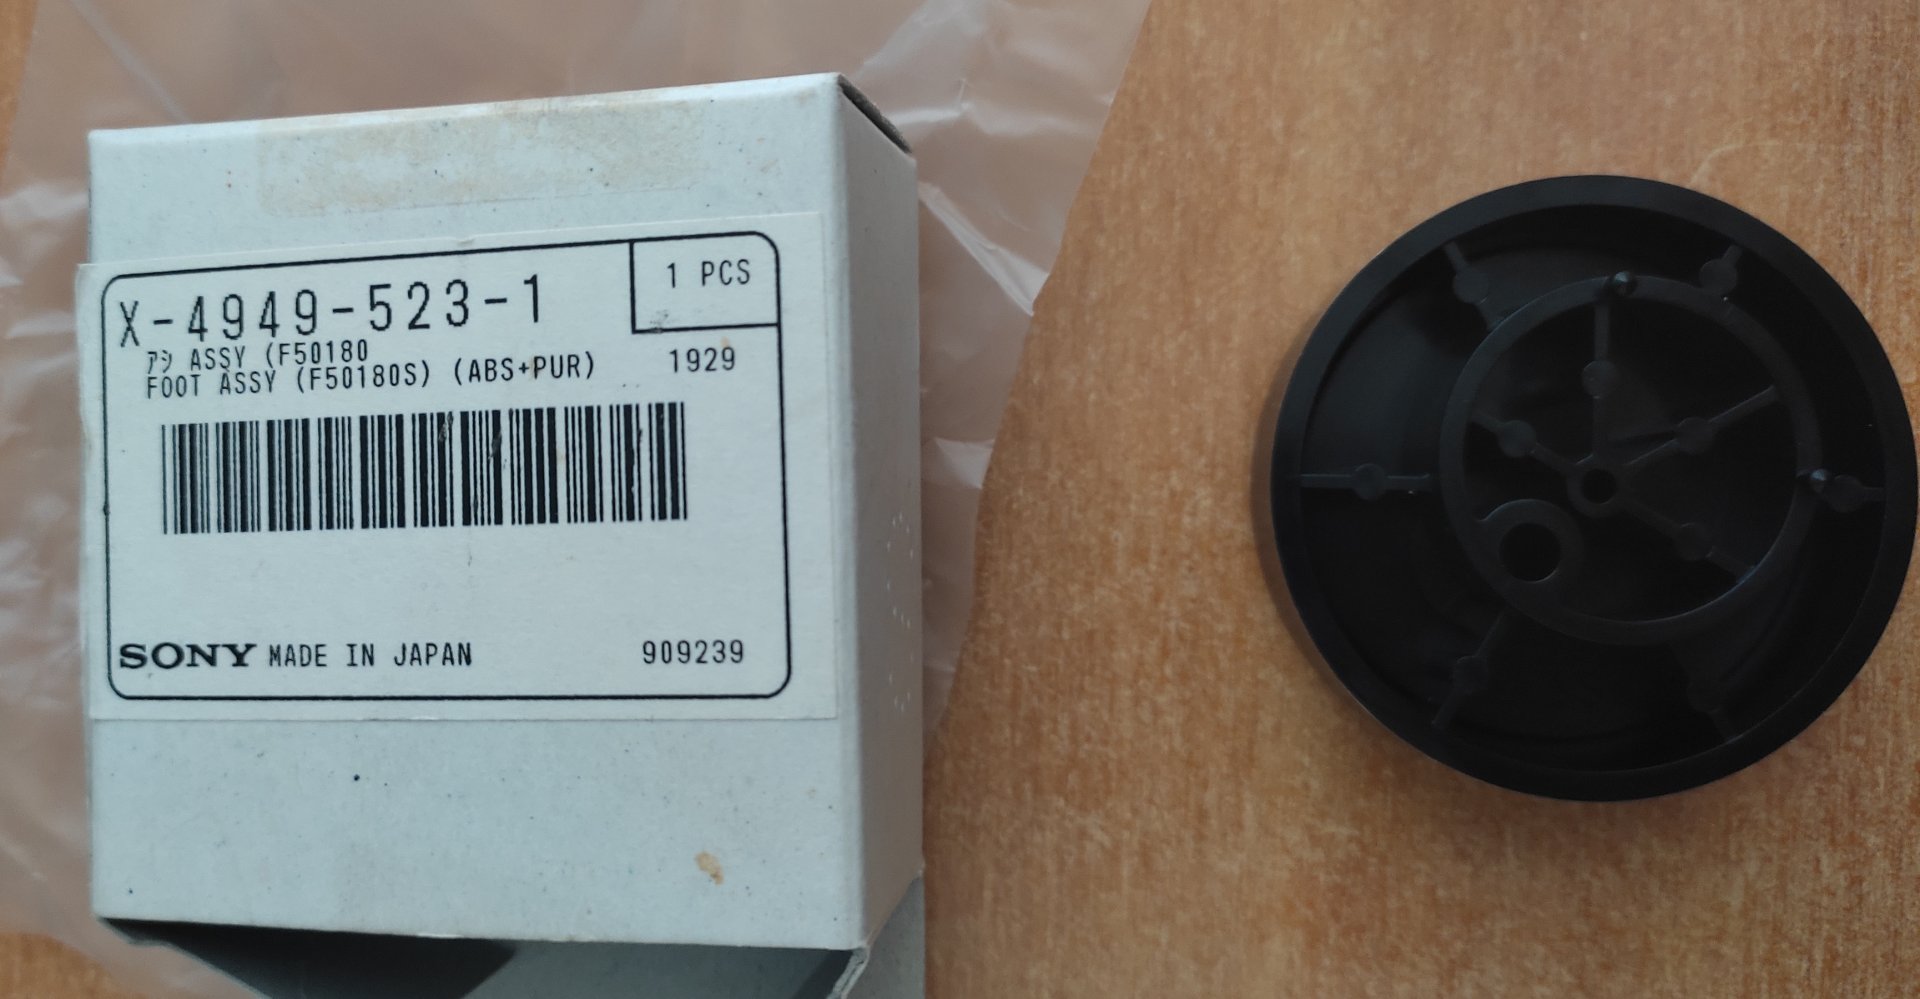 X-4949-523-1
1 PCS
ｱｼ ASSY (F50180
FOOT ASSY (F50180S) (ABS+PUR)
1929
SONY MADE IN JAPAN
909239